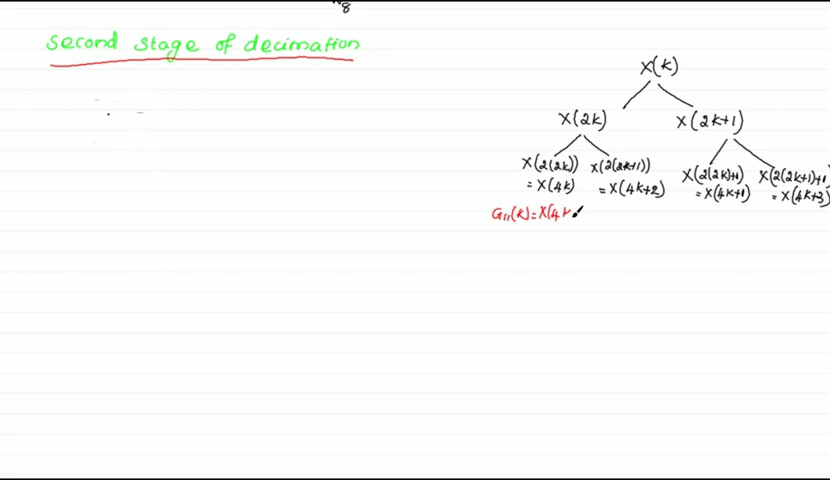 N8
Second stage of decimation
X(k)
X(2k) X(2k+1)
X(2(2k)) X(2(2k+1)) X(2(2k)+1) X(2(2k+1)+1
= X(4k) = X(4k+2) = X(4k+1) = X(4k+3)
G11(k)=X(4k